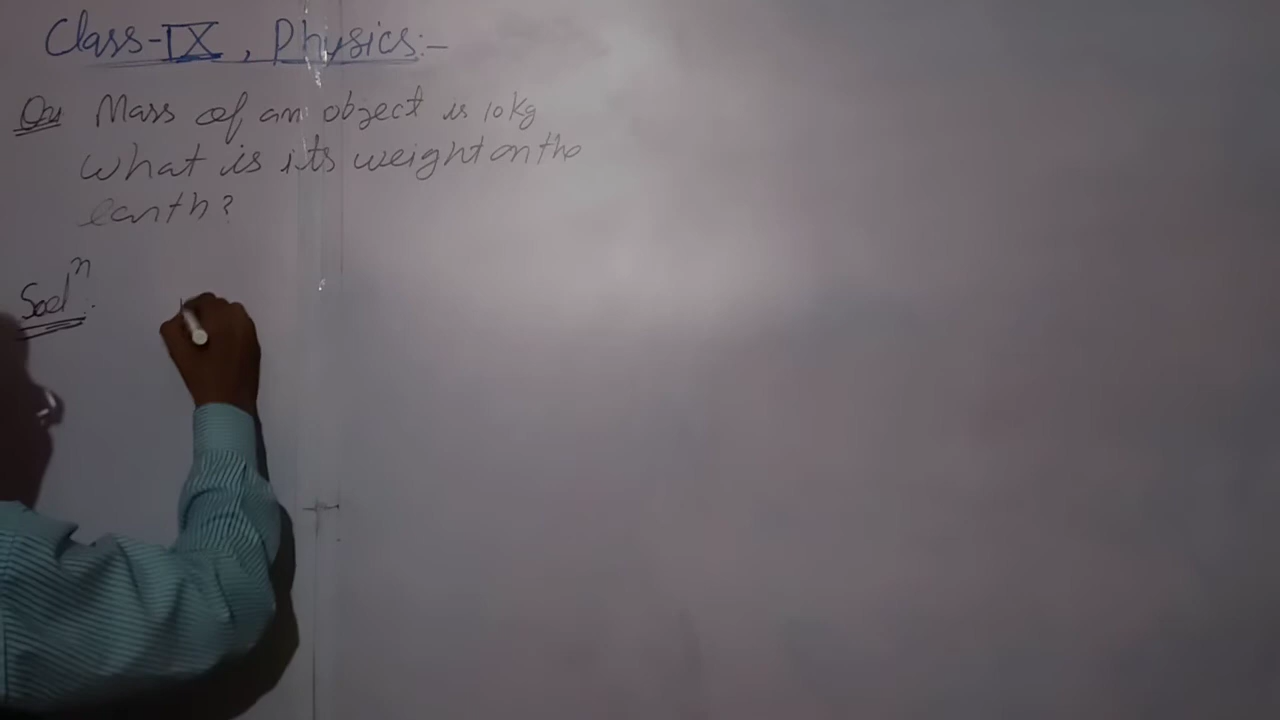 Class-IX, Physics:-
Qu Mass of an object is 10kg
What is its weight on the
earth?
Sol^n.